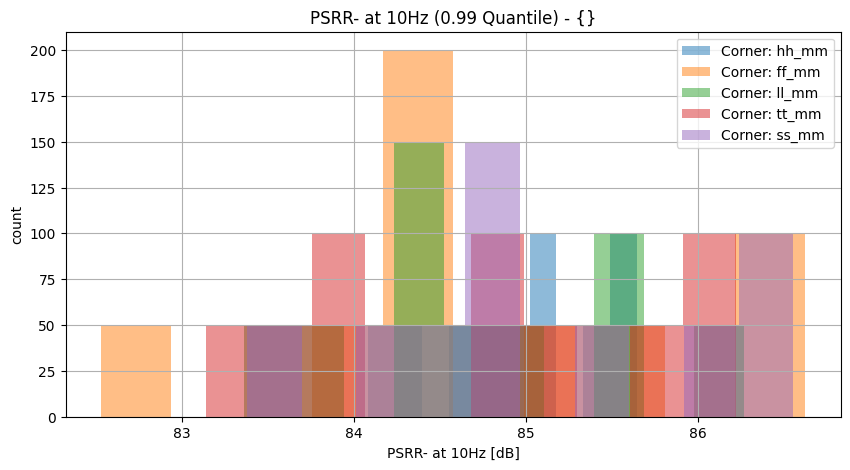 PSRR- at 10Hz (0.99 Quantile) - {}
200
175
150
125
100
75
50
25
0
count
Corner: hh_mm
Corner: ff_mm
Corner: ll_mm
Corner: tt_mm
Corner: ss_mm
83
84
85
86
PSRR- at 10Hz [dB]